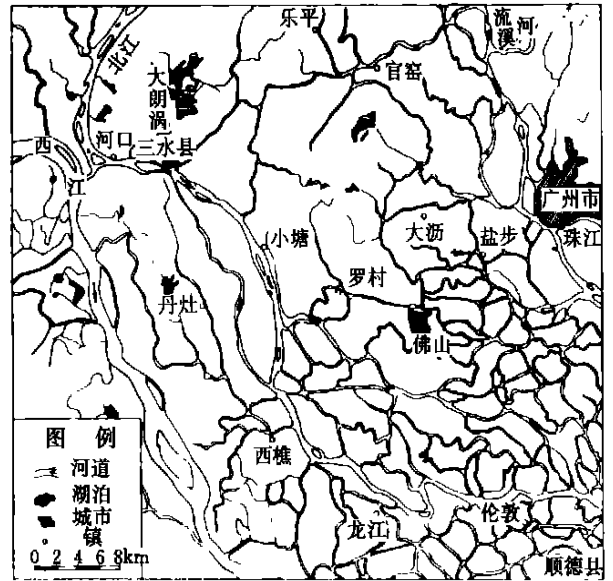 乐平
流溪河
北江
大朗涡
官窑
西江
河口
三水县
广州市
小塘
大沥
盐步
珠江
丹灶
罗村
佛山
图 例
河道
湖泊
城市
镇
0 2 4 6 8km
西樵
龙江
伦敦
顺德县